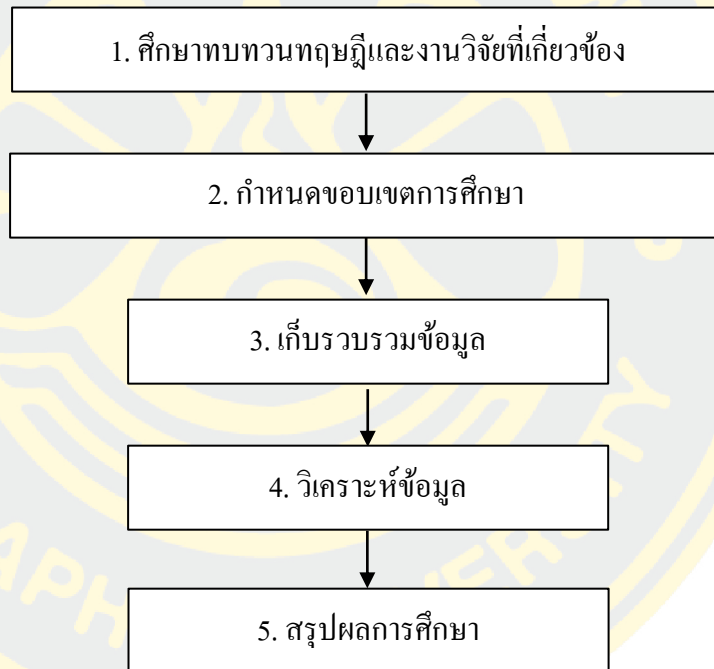 1. ศึกษาทบทวนทฤษฎีและงานวิจัยที่เกี่ยวข้อง
2. กำหนดขอบเขตการศึกษา
3. เก็บรวบรวมข้อมูล
4. วิเคราะห์ข้อมูล
5. สรุปผลการศึกษา